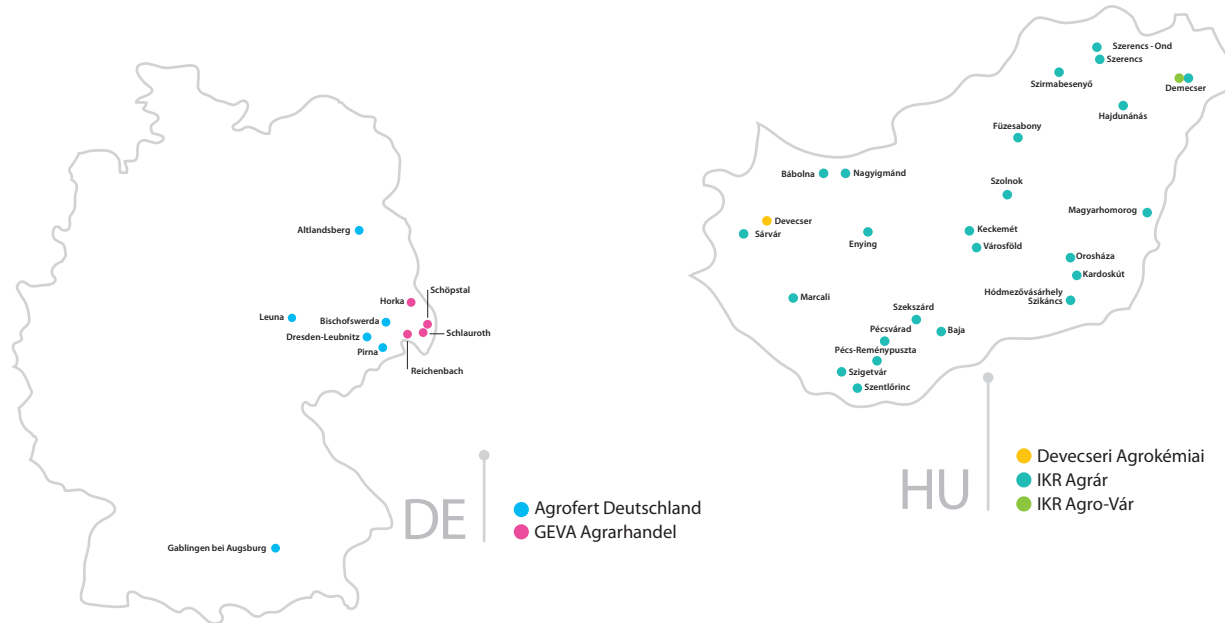 Altlandsberg
Schöpstal
Horka
Leuna
Bischofswerda
Schlauroth
Dresden-Leubnitz
Pirna
Reichenbach
Gablingen bei Augsburg
DE
Agrofert Deutschland
GEVA Agrarhandel
Szerencs - Ond
Szerencs
Szirmabesenyő
Demecser
Hajdunánás
Füzesabony
Bábolna
Nagyigmánd
Szolnok
Magyarhomorog
Devecser
Sárvár
Enying
Keckemét
Városföld
Orosháza
Kardoskút
Marcali
Hódmezővásárhely
Szikáncs
Szekszárd
Pécsvárad
Baja
Pécs-Reménypuszta
Szigetvár
Szentlőrinc
HU
Devecseri Agrokémiai
IKR Agrár
IKR Agro-Vár